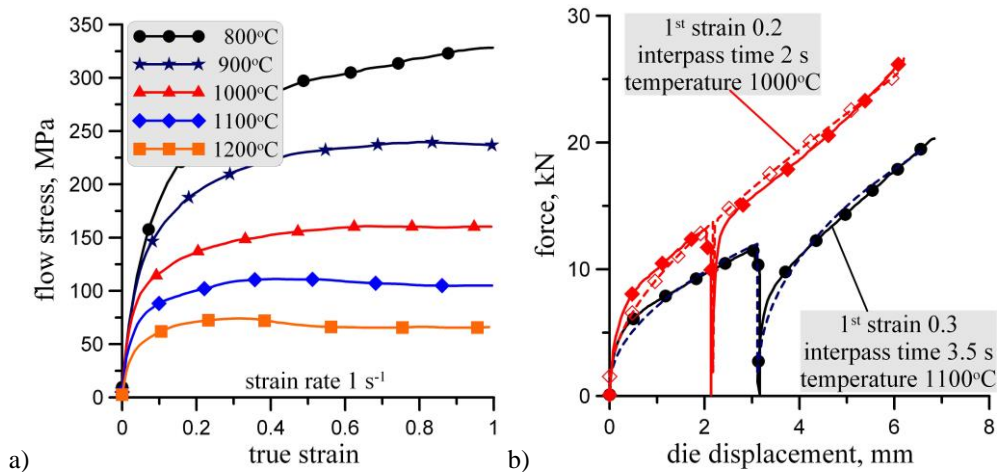 350
300
250
200
150
100
50
0
flow stress, MPa
800°C
900°C
1000°C
1100°C
1200°C
strain rate 1 s⁻¹
0 0.2 0.4 0.6 0.8 1
true strain
a)
30
20
10
0
force, kN
1st strain 0.2
interpass time 2 s
temperature 1000°C
1st strain 0.3
interpass time 3.5 s
temperature 1100°C
0 2 4 6 8
die displacement, mm
b)